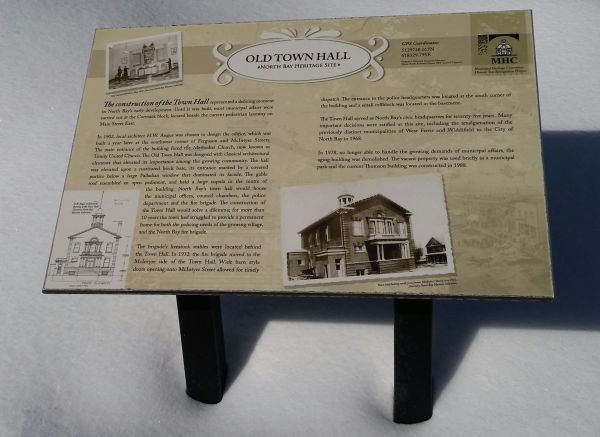 OLD TOWN HALL
•NORTH BAY HERITAGE SITE•
GPS Coordinates
MHC
The construction of the Town Hall represented a defining moment
in North Bay's early development. Until it was built, most municipal affairs were
carried out at the Cormack block, located beside the current pedestrian laneway on
Main Street East.
In 1902, local architect H.W. Angus was chosen to design the edifice, which was
built a year later at the southwest corner of Ferguson and McIntyre Streets.
The main entrance of the building faced the Methodist Church, now known as
Trinity United Church. The Old Town Hall was designed with classical architectural
elements that elevated its importance among the growing community. The hall
was elevated upon a rusticated brick base, its entrance marked by a covered
portico below a large Palladian window that dominated its facade. The gable
roof resembled an open pediment, and held a large cupola in the centre of
the building. North Bay's town hall would house
the municipal offices, council chambers, the police
department and the fire brigade. The construction of
the Town Hall would solve a dilemma; for more than
10 years the town had struggled to provide a permanent
home for both the policing needs of the growing village,
and the North Bay fire brigade.
The brigade's livestock stables were located behind
the Town Hall. In 1932, the fire brigade moved to the
McIntyre side of the Town Hall. Wide barn style
doors opening onto McIntyre Street allowed for timely
dispatch. The entrance to the police headquarters was located at the south corner of
the building and a small cellblock was located in the basement.
The Town Hall served as North Bay's civic headquarters for seventy-five years. Many
important decisions were ratified at this site, including the amalgamation of the
previously distinct municipalities of West Ferris and Widdifield to the City of
North Bay in 1968.
In 1978, no longer able to handle the growing demands of municipal affairs, the
aging building was demolished. The vacant property was used briefly as a municipal
park and the current Thomson building was constructed in 1988.